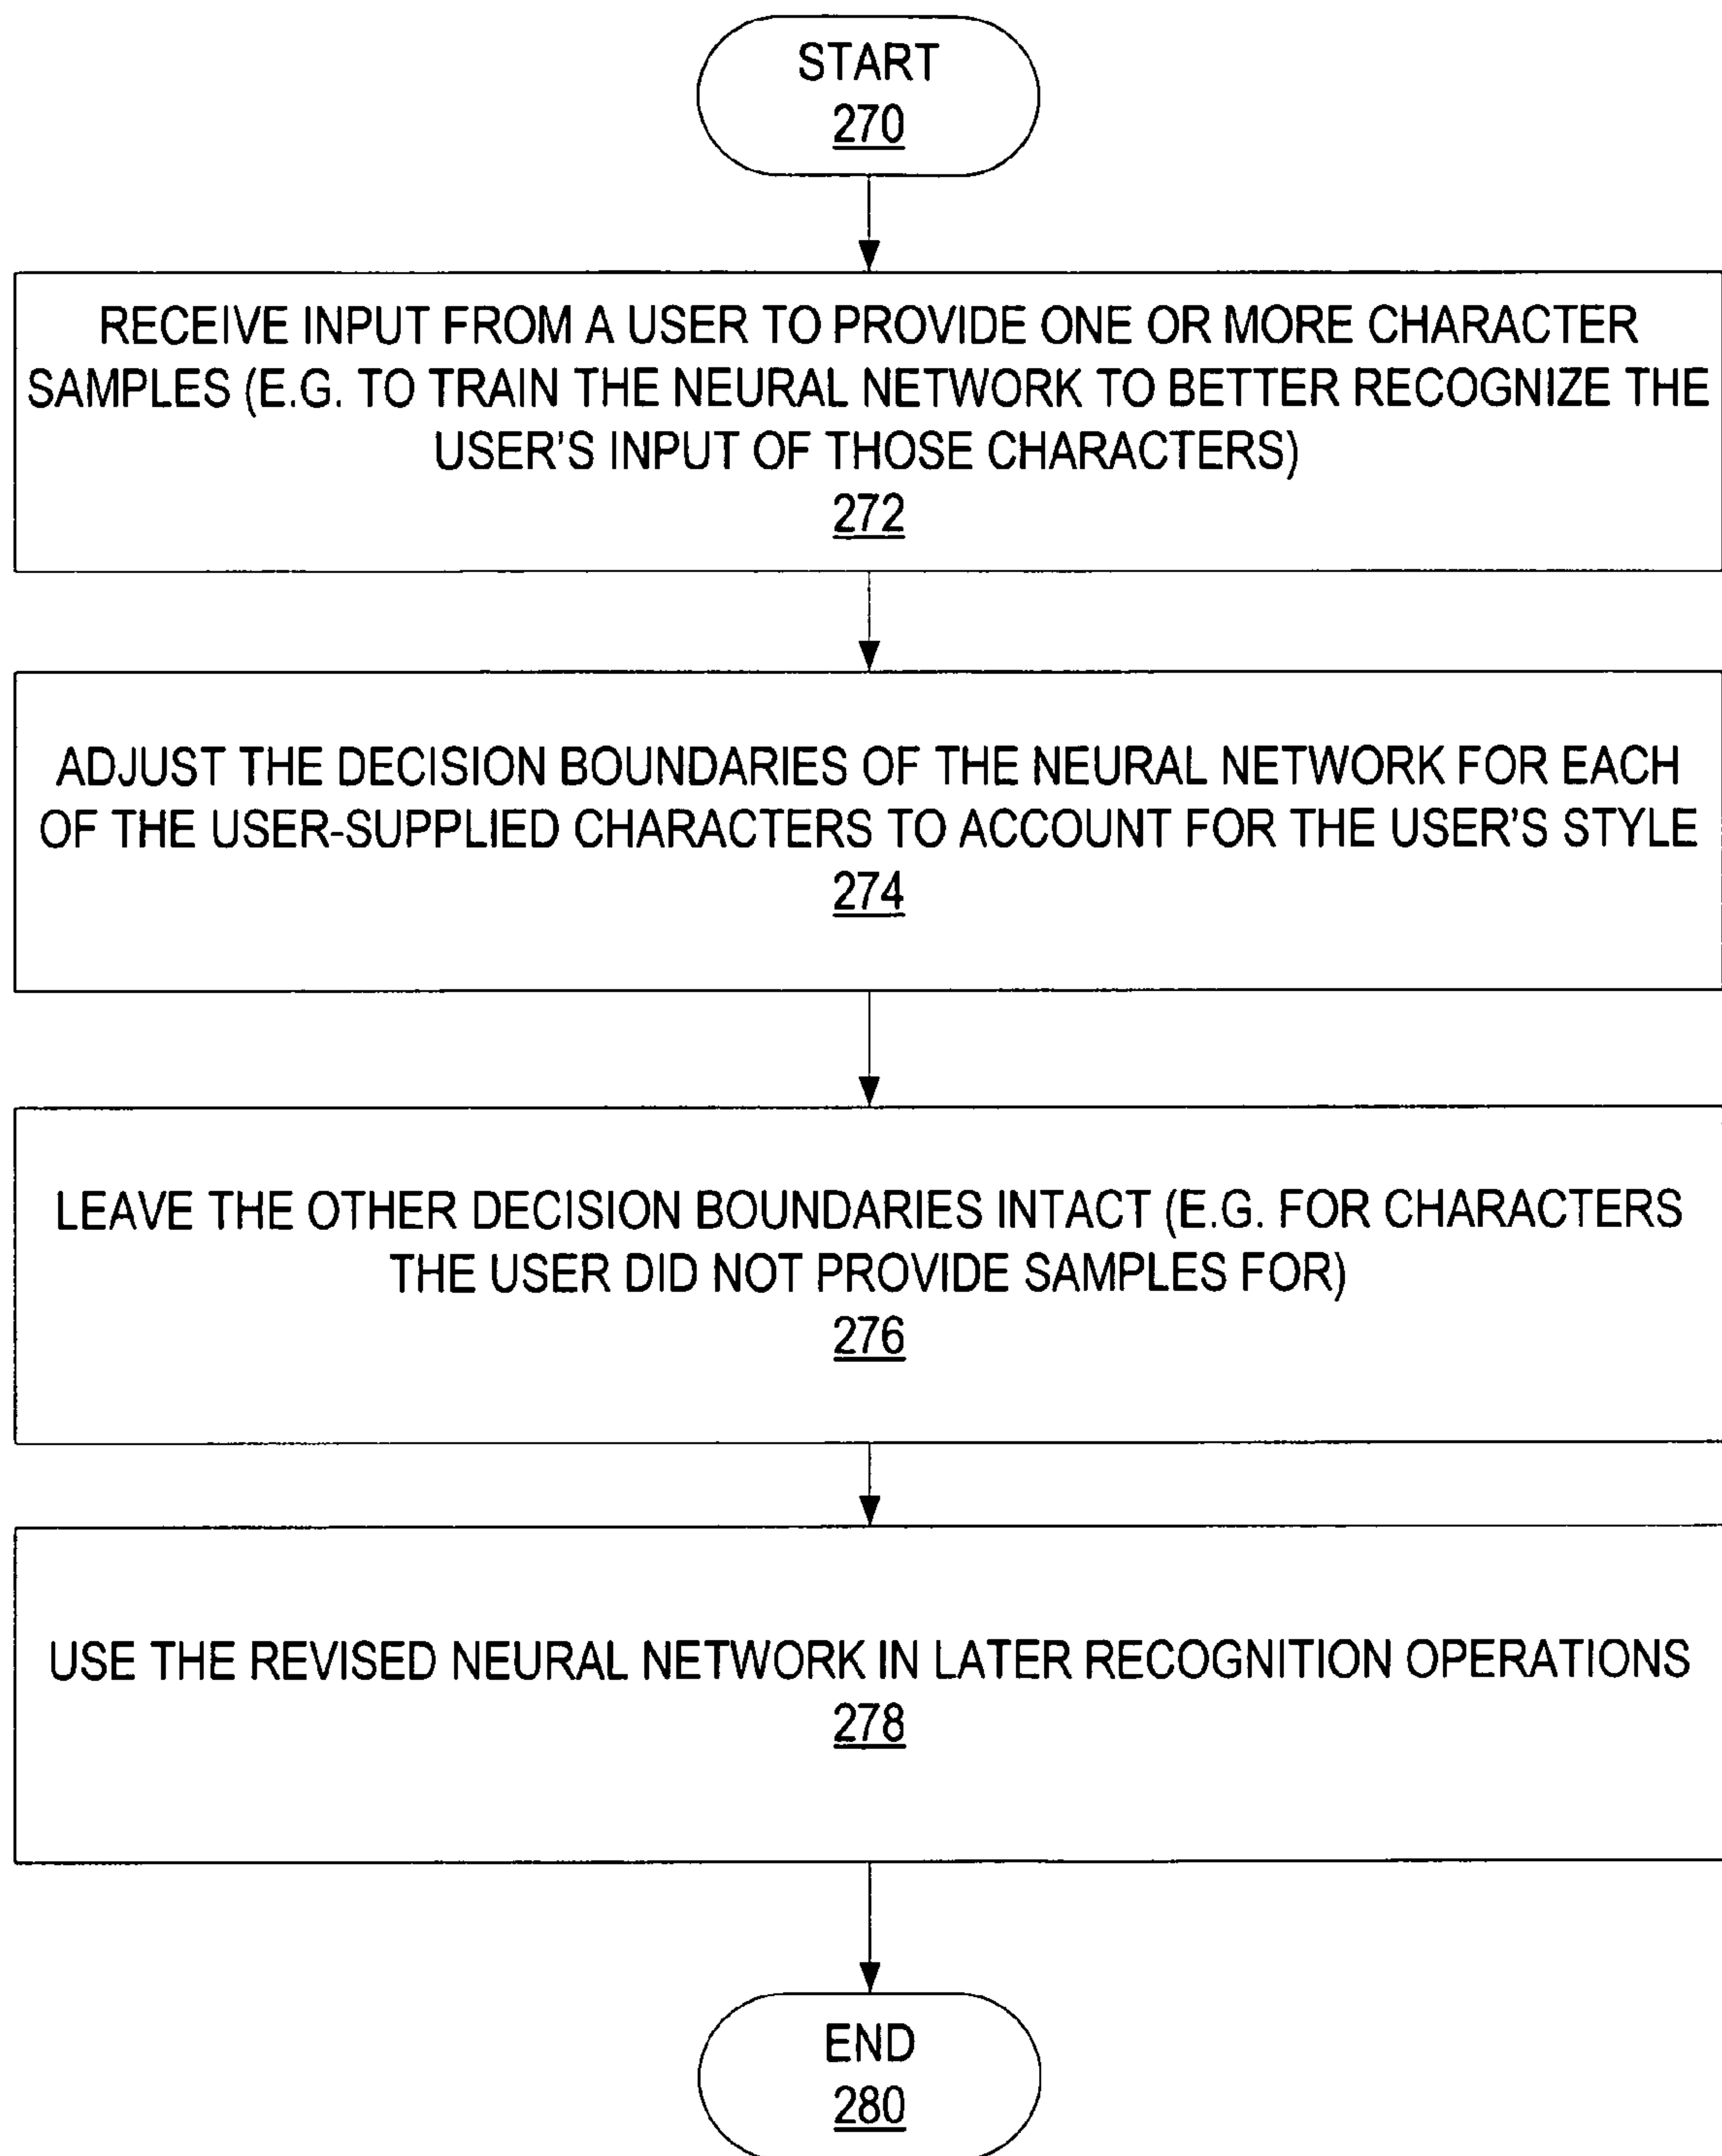 START
270
RECEIVE INPUT FROM A USER TO PROVIDE ONE OR MORE CHARACTER
SAMPLES (E.G. TO TRAIN THE NEURAL NETWORK TO BETTER RECOGNIZE THE
USER'S INPUT OF THOSE CHARACTERS)
272
ADJUST THE DECISION BOUNDARIES OF THE NEURAL NETWORK FOR EACH
OF THE USER-SUPPLIED CHARACTERS TO ACCOUNT FOR THE USER'S STYLE
274
LEAVE THE OTHER DECISION BOUNDARIES INTACT (E.G. FOR CHARACTERS
THE USER DID NOT PROVIDE SAMPLES FOR)
276
USE THE REVISED NEURAL NETWORK IN LATER RECOGNITION OPERATIONS
278
END
280